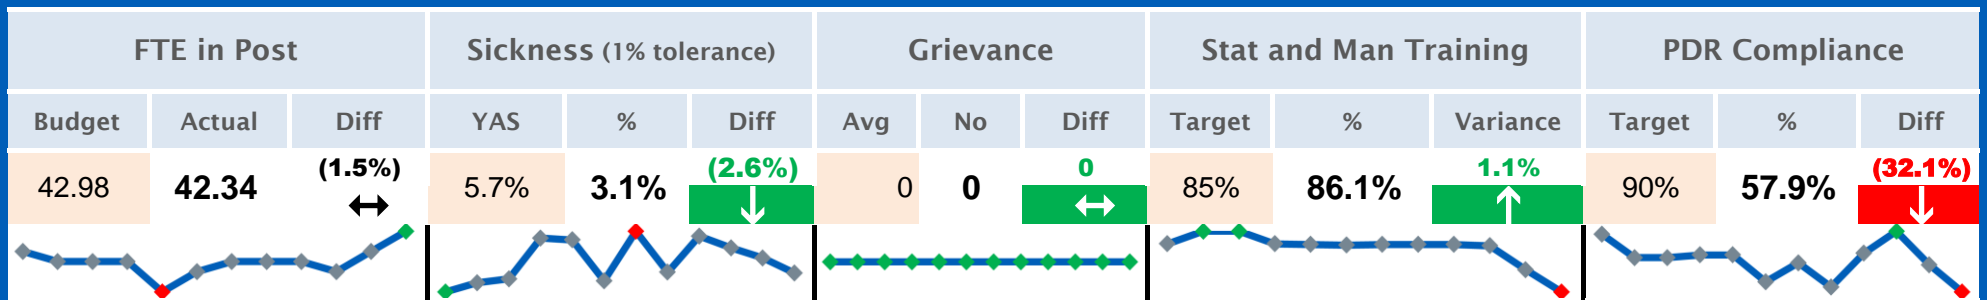 FTE in Post Sickness (1% tolerance) Grievance Stat and Man Training PDR Compliance
Budget Actual Diff YAS % Diff Avg No Diff Target % Variance Target % Diff
42.98 42.34 (1.5%) 5.7% 3.1% (2.6%) 0 0 0 85% 86.1% 1.1% 90% 57.9% (32.1%)